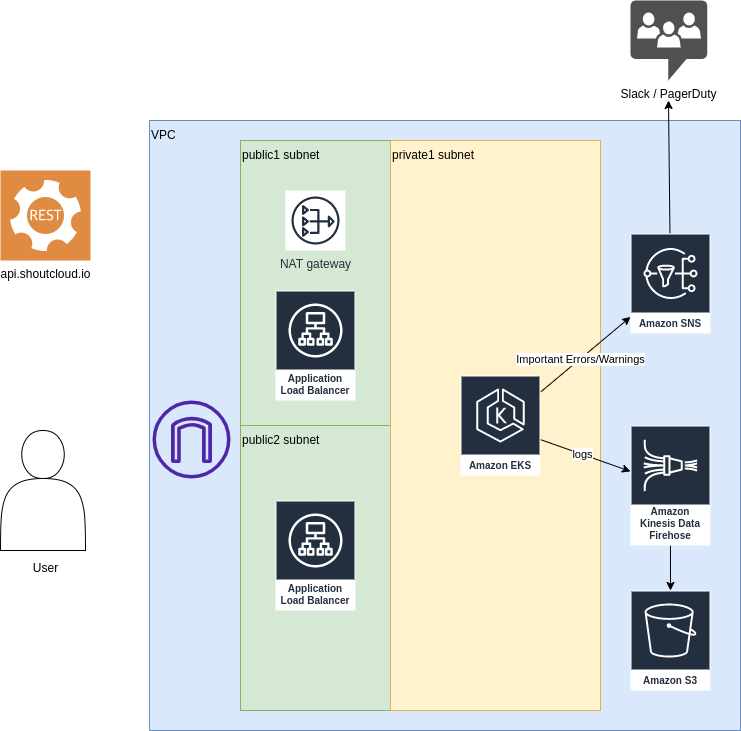 Slack / PagerDuty
VPC
public1 subnet
private1 subnet
REST
api.shoutcloud.io
NAT gateway
Amazon SNS
Important Errors/Warnings
Application
Load Balancer
K
Amazon EKS
public2 subnet
logs
Amazon
Kinesis Data
Firehose
User
Application
Load Balancer
Amazon S3